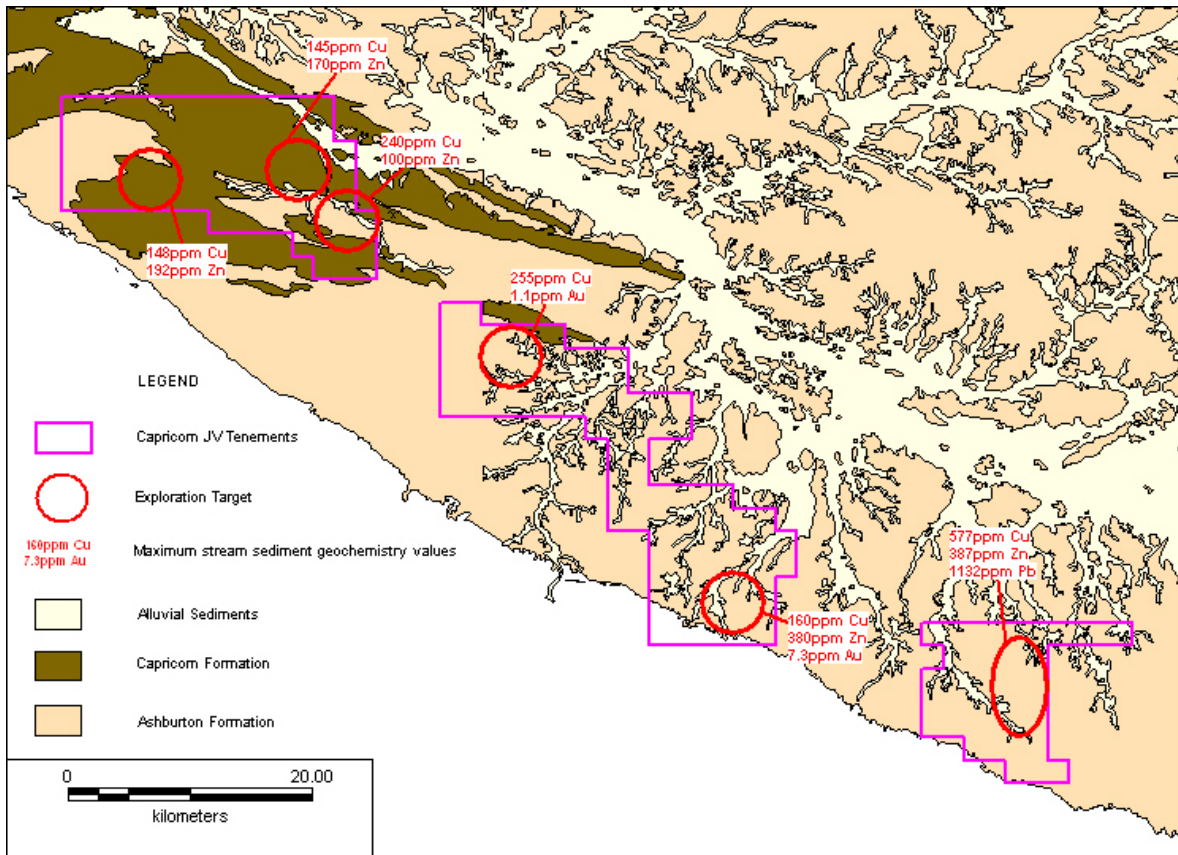 145ppm Cu
170ppm Zn
240ppm Cu
100ppm Zn
148ppm Cu
192ppm Zn
255ppm Cu
1.1ppm Au
LEGEND
Capricorn JV Tenements
Exploration Target
160ppm Cu
7.3ppm Au
Maximum stream sediment geochemistry values
Alluvial Sediments
Capricorn Formation
Ashburton Formation
577ppm Cu
387ppm Zn
1132ppm Pb
160ppm Cu
380ppm Zn
7.3ppm Au
0 20.00
kilometers